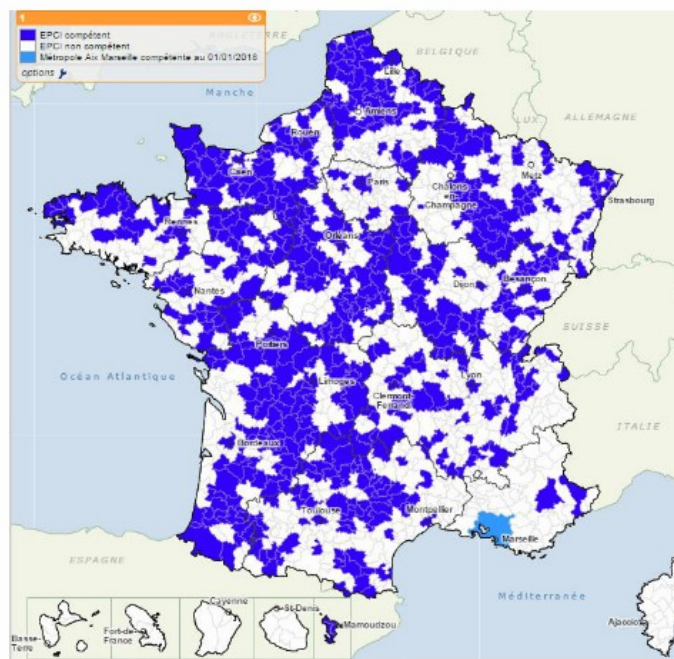 1
EPCI compétent
EPCI non compétent
Métropole Aix Marseille compétente au 01/01/2018
options
ANGLETERRE
BELGIQUE
Manche
Lille
LUX.
ALLEMAGNE
Amiens
Rouen
Caen
Metz
Paris
Châlons
en
Champagne
Strasbourg
Rennes
Orléans
Dijon
Besançon
Nantes
SUISSE
Poitiers
Océan Atlantique
Limoges
Lyon
Clermont-
Ferrand
ITALIE
Bordeaux
Toulouse
Montpellier
Marseille
ESPAGNE
Méditerranée
Cayenne
St-Denis
Mamoudzou
Basse-
Terre
Fort-de-
France
Ajaccio